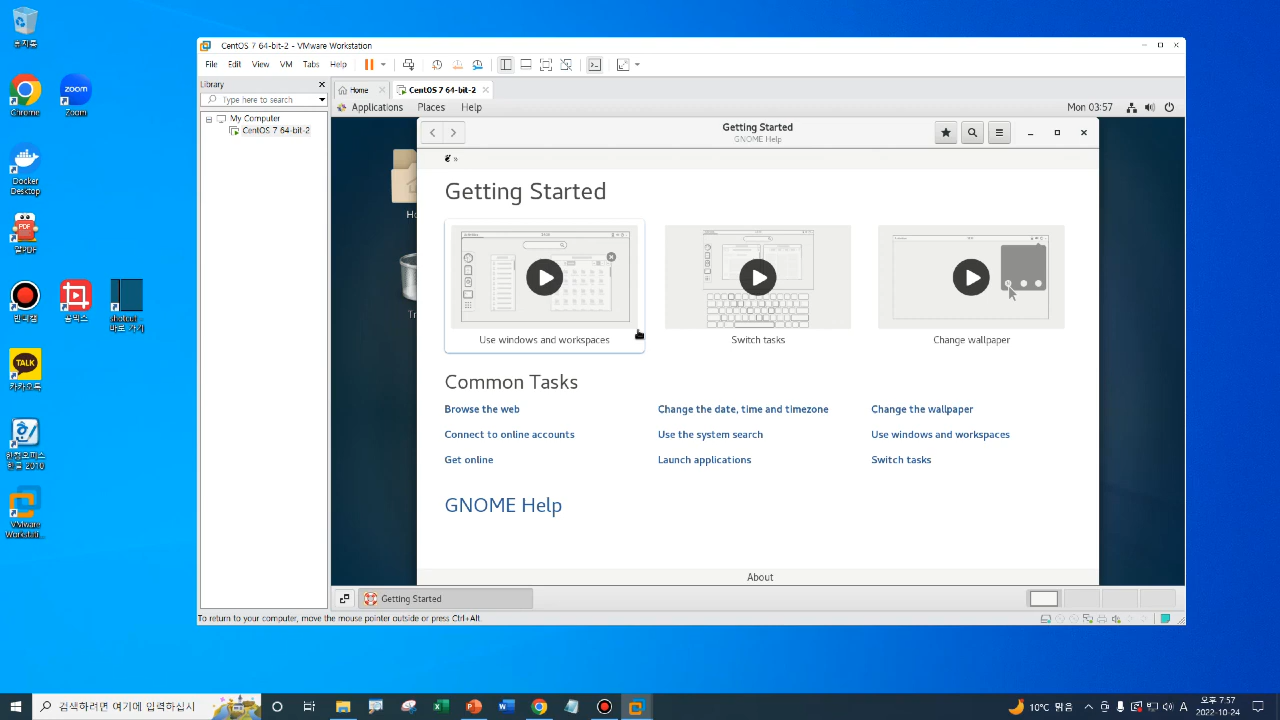 CentOS 7 64-bit-2 - VMware Workstation
File Edit View VM Tabs Help
Library
Type here to search
My Computer
CentOS 7 64-bit-2
Home
CentOS 7 64-bit-2
Applications Places Help
Mon 03:57
Getting Started
GNOME Help
Getting Started
Use windows and workspaces
Switch tasks
Change wallpaper
Common Tasks
Browse the web
Change the date, time and timezone
Change the wallpaper
Connect to online accounts
Use the system search
Use windows and workspaces
Get online
Launch applications
Switch tasks
GNOME Help
About
Getting Started
To return to your computer, move the mouse pointer outside or press Ctrl+Alt.
휴지통
Chrome
Zoom
Docker
Desktop
PDF
알PDF
반디캠
바로 가기
TALK
카카오톡
한컴오피스
한글 2010
VMware
Workstati...
검색하려면 여기에 입력하십시
10℃ 맑음
A
오후 7:57
2022-10-24